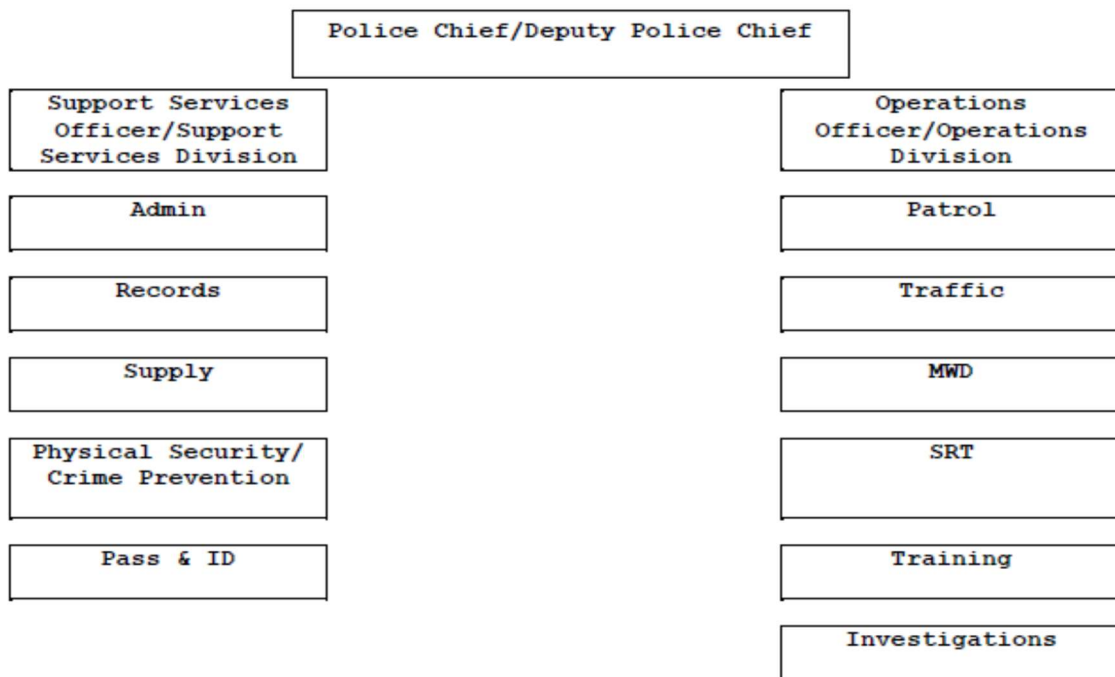 Police Chief/Deputy Police Chief
Support Services
Officer/Support
Services Division
Admin
Records
Supply
Physical Security/
Crime Prevention
Pass & ID
Operations
Officer/Operations
Division
Patrol
Traffic
MWD
SRT
Training
Investigations